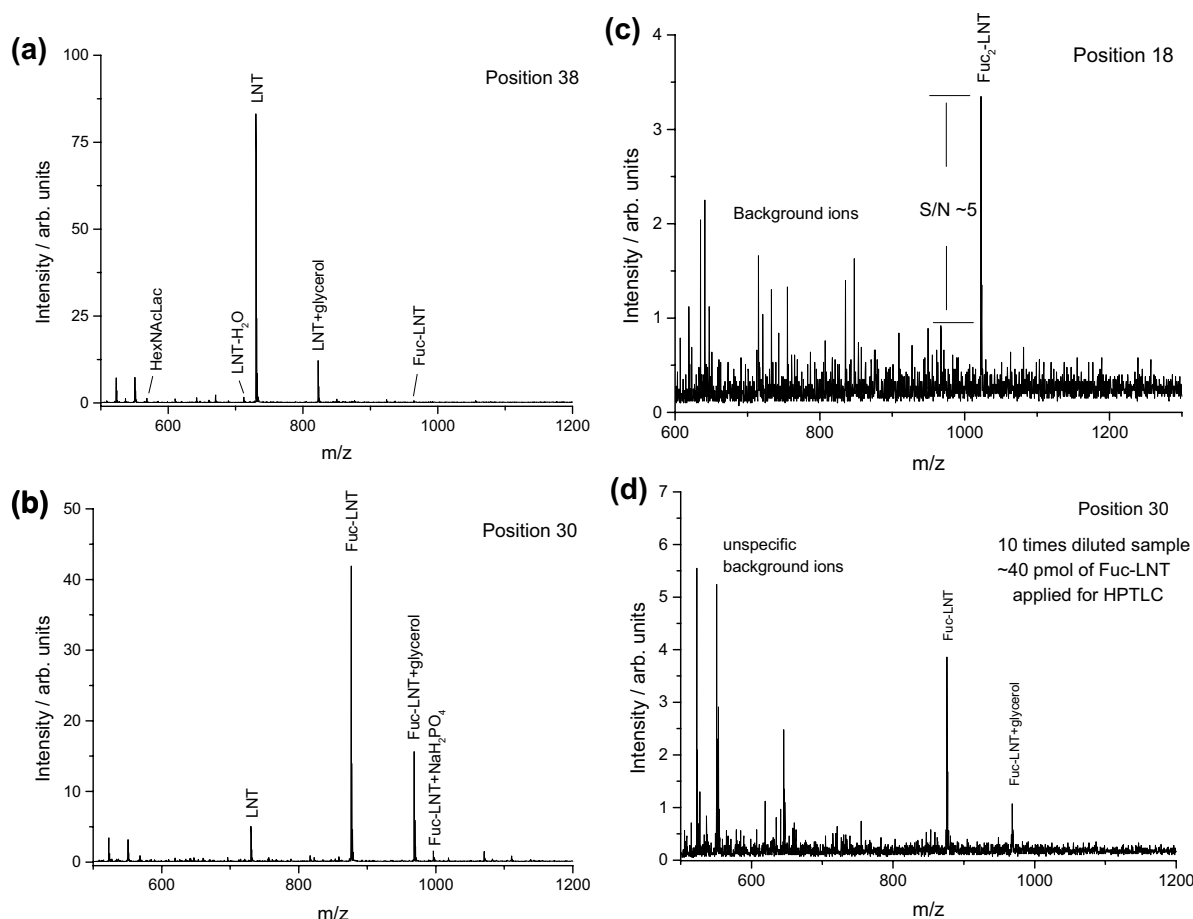 (a)
Position 38
100
75
50
25
0
Intensity / arb. units
HexNAcLac
LNT-H2O
LNT
LNT+glycerol
Fuc-LNT
600
800
1000
1200
m/z
(b)
Position 30
50
40
30
20
10
0
Intensity / arb. units
LNT
Fuc-LNT
Fuc-LNT+glycerol
Fuc-LNT+NaH2PO4
600
800
1000
1200
m/z
(c)
Position 18
4
3
2
1
0
Intensity / arb. units
Background ions
S/N ~5
Fuc2-LNT
600
800
1000
1200
m/z
(d)
Position 30
10 times diluted sample
~40 pmol of Fuc-LNT
applied for HPTLC
7
6
5
4
3
2
1
0
Intensity / arb. units
unspecific
background ions
Fuc-LNT
Fuc-LNT+glycerol
600
800
1000
1200
m/z